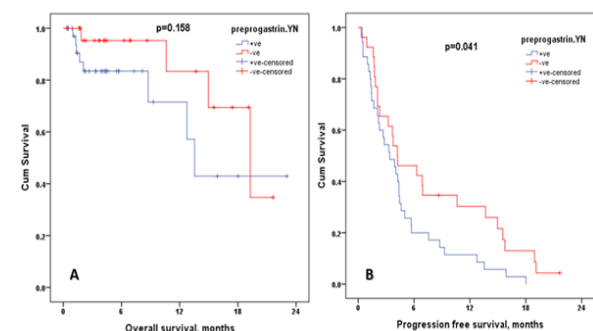 p=0.158
preprogastrin.YN
+ve
-ve
+ve-censored
-ve-censored
1.0
0.8
0.6
0.4
0.2
0.0
Cum Survival
A
0 6 12 18 24
Overall survival, months
p=0.041
preprogastrin.YN
+ve
-ve
+ve-censored
-ve-censored
1.0
0.8
0.6
0.4
0.2
0.0
Cum Survival
B
0 6 12 18 24
Progression free survival, months